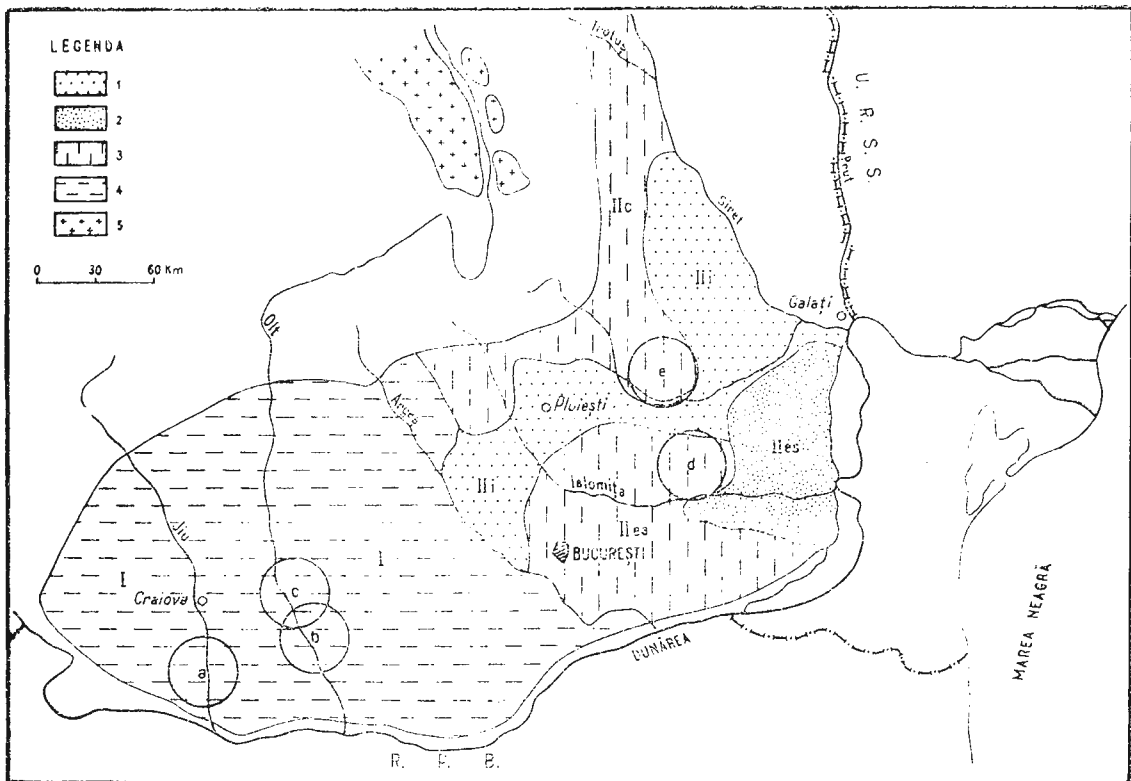 LEGENDA
1
2
3
4
5
0 30 60 Km
Trotuș
U. R. S. S.
Prut
IIc
Siret
IIi
Galați
Olt
e
Ploiești
Argeș
d
IIes
IIi
Ialomița
IIea
BUCUREȘTI
Jiu
I
I
Craiova
c
b
a
DUNĂREA
MAREA NEAGRĂ
R. P. B.